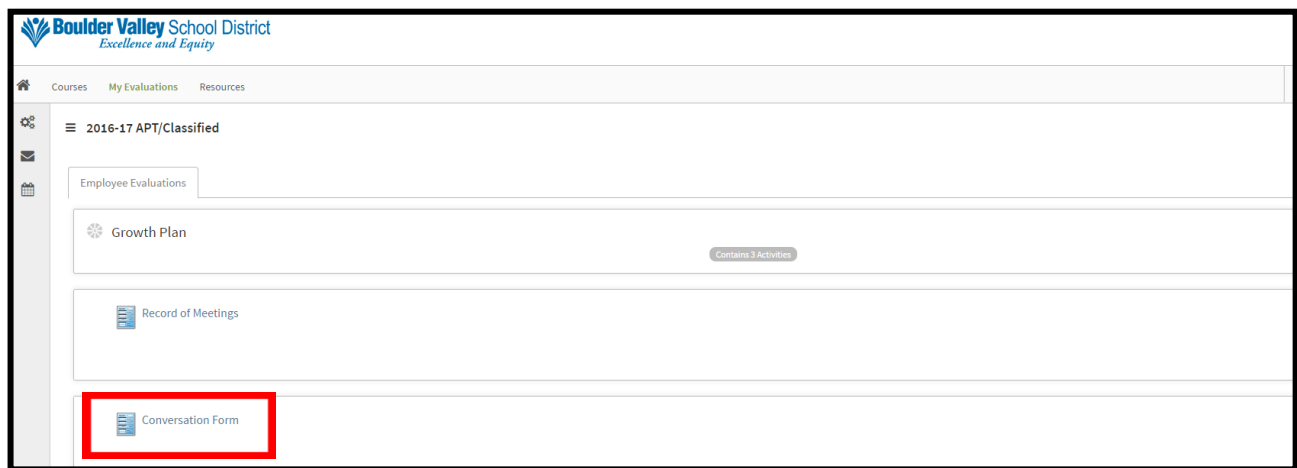 Boulder Valley School District
Excellence and Equity
Courses My Evaluations Resources
2016-17 APT/Classified
Employee Evaluations
Growth Plan
Contains 3 Activities
Record of Meetings
Conversation Form